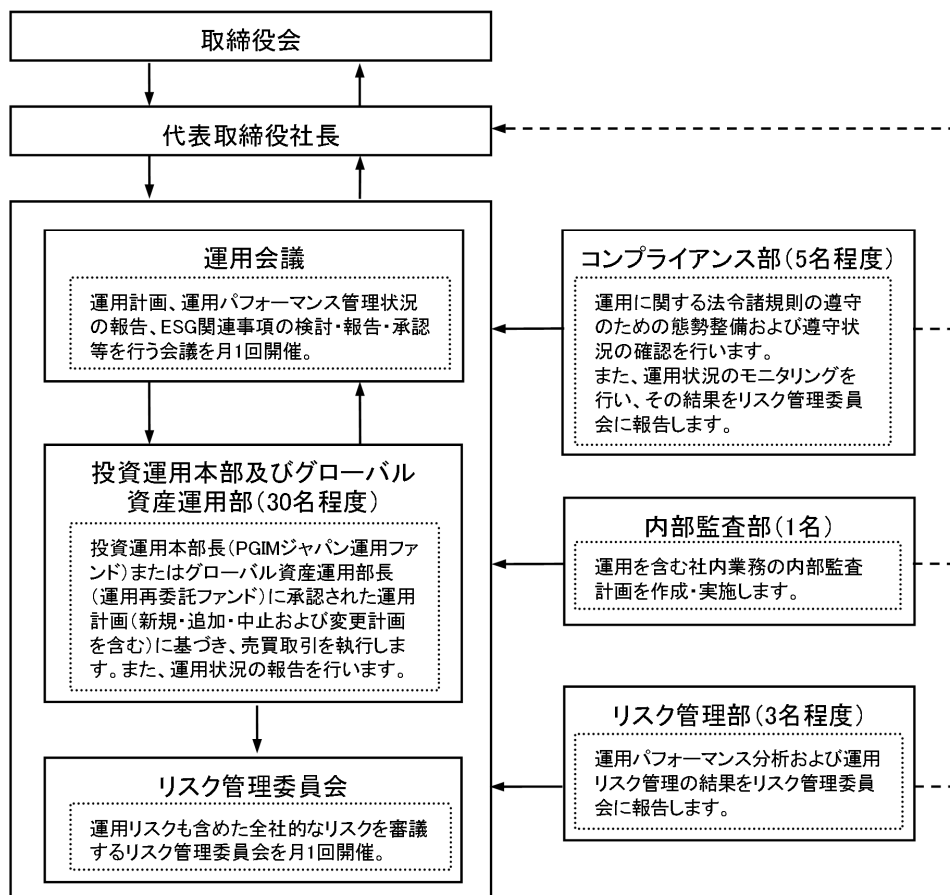 取締役会
代表取締役社長
運用会議
運用計画、運用パフォーマンス管理状況
の報告、ESG関連事項の検討・報告・承認
等を行う会議を月1回開催。
投資運用本部及びグローバル
資産運用部（30名程度）
投資運用本部長（PGIMジャパン運用ファ
ンド）またはグローバル資産運用部長
（運用再委託ファンド）に承認された運用
計画（新規・追加・中止および変更計画
を含む）に基づき、売買取引を執行しま
す。また、運用状況の報告を行います。
リスク管理委員会
運用リスクも含めた全社的なリスクを審議
するリスク管理委員会を月1回開催。
コンプライアンス部（5名程度）
運用に関する法令諸規則の遵守
のための態勢整備および遵守状
況の確認を行います。
また、運用状況のモニタリングを
行い、その結果をリスク管理委員
会に報告します。
内部監査部（1名）
運用を含む社内業務の内部監査
計画を作成・実施します。
リスク管理部（3名程度）
運用パフォーマンス分析および運用
リスク管理の結果をリスク管理委員
会に報告します。